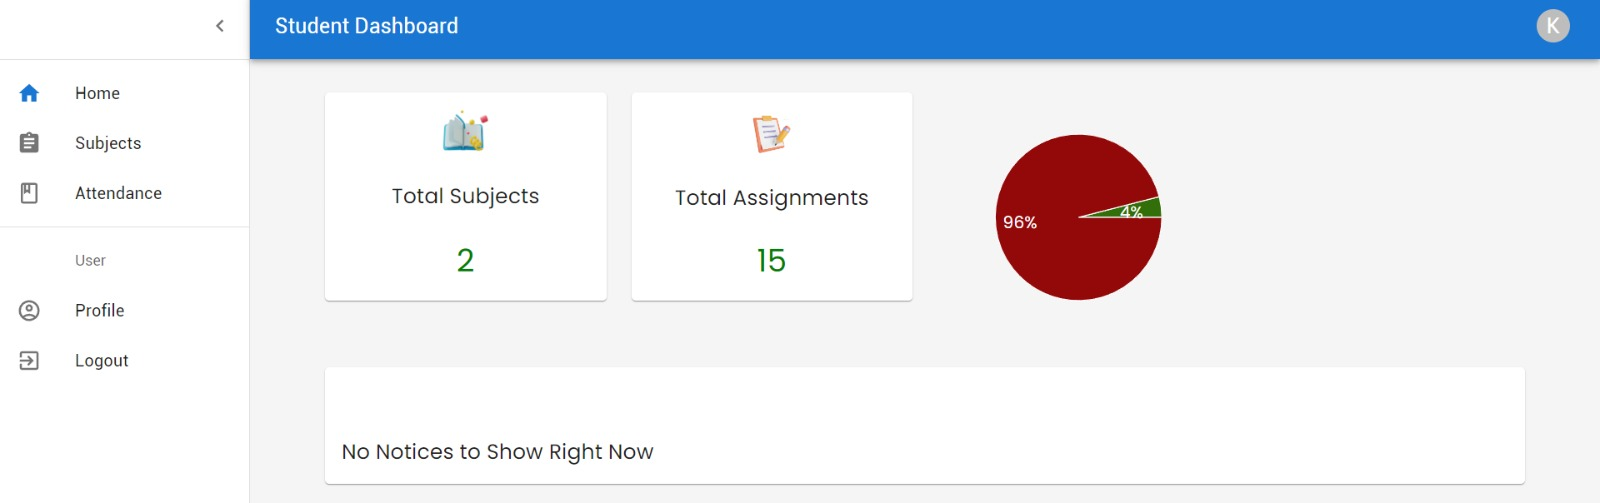 Student Dashboard
K
Home
Subjects
Attendance
User
Profile
Logout
Total Subjects
2
Total Assignments
15
96%
4%
No Notices to Show Right Now